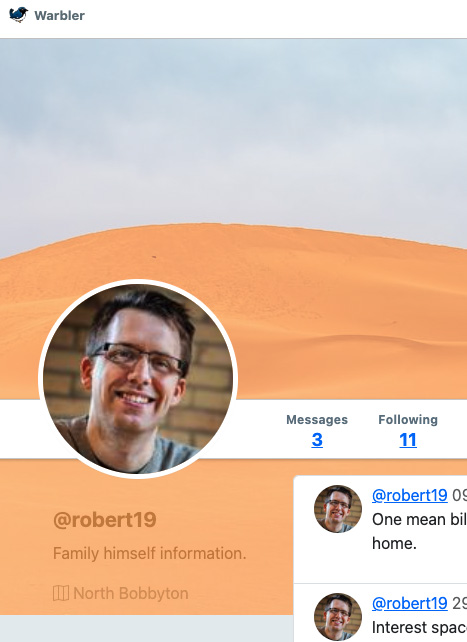 Warbler
Messages
Following
3
11
@robert19
Family himself information.
North Bobbyton
@robert19 09
One mean bil
home.
@robert19 29
Interest spac